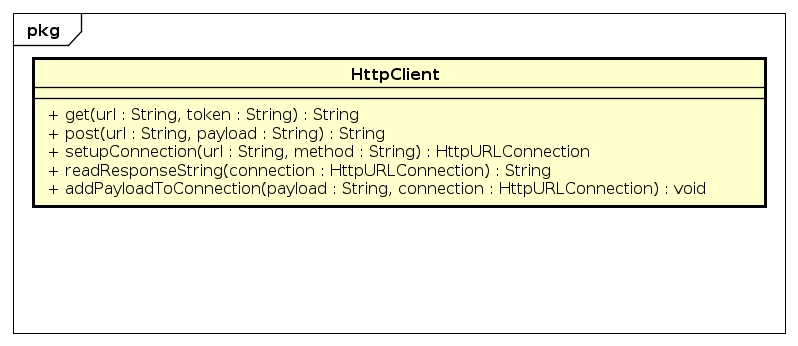 pkg
HttpClient
+ get(url : String, token : String) : String
+ post(url : String, payload : String) : String
+ setupConnection(url : String, method : String) : HttpURLConnection
+ readResponseString(connection : HttpURLConnection) : String
+ addPayloadToConnection(payload : String, connection : HttpURLConnection) : void